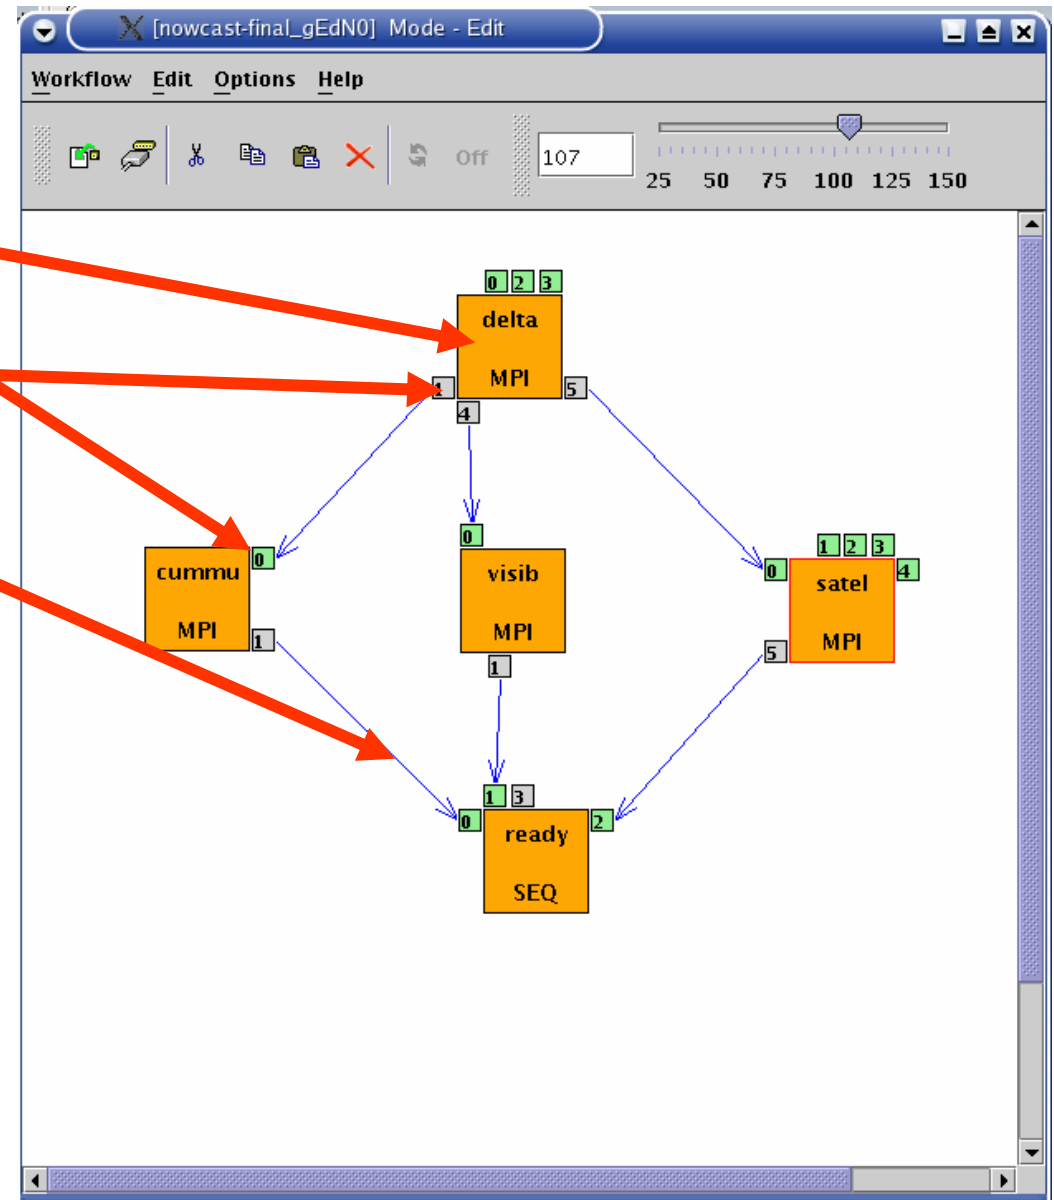 [nowcast-final_gEdN0] Mode - Edit
Workflow Edit Options Help
Off 107
25 50 75 100 125 150
0 2 3
delta
MPI
1 5
4
0
0
cummu
MPI
1
visib
MPI
1
1 2 3
0 4
satel
MPI
5
1 3
0 2
ready
SEQ